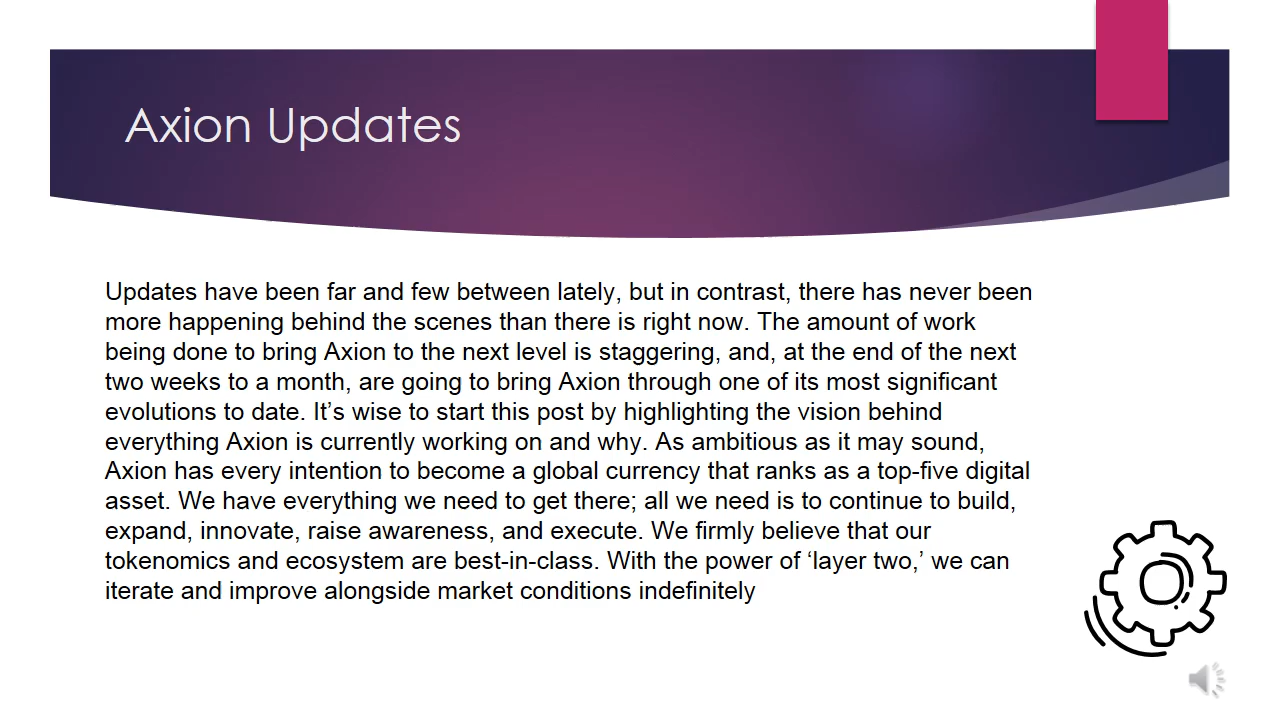 Axion Updates
Updates have been far and few between lately, but in contrast, there has never been
more happening behind the scenes than there is right now. The amount of work
being done to bring Axion to the next level is staggering, and, at the end of the next
two weeks to a month, are going to bring Axion through one of its most significant
evolutions to date. It’s wise to start this post by highlighting the vision behind
everything Axion is currently working on and why. As ambitious as it may sound,
Axion has every intention to become a global currency that ranks as a top-five digital
asset. We have everything we need to get there; all we need is to continue to build,
expand, innovate, raise awareness, and execute. We firmly believe that our
tokenomics and ecosystem are best-in-class. With the power of ‘layer two,’ we can
iterate and improve alongside market conditions indefinitely